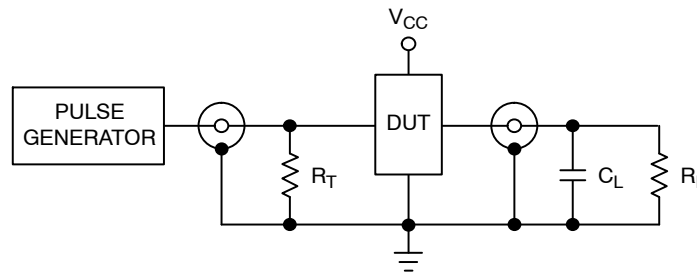 V_CC
PULSE
GENERATOR
DUT
R_T
C_L
R